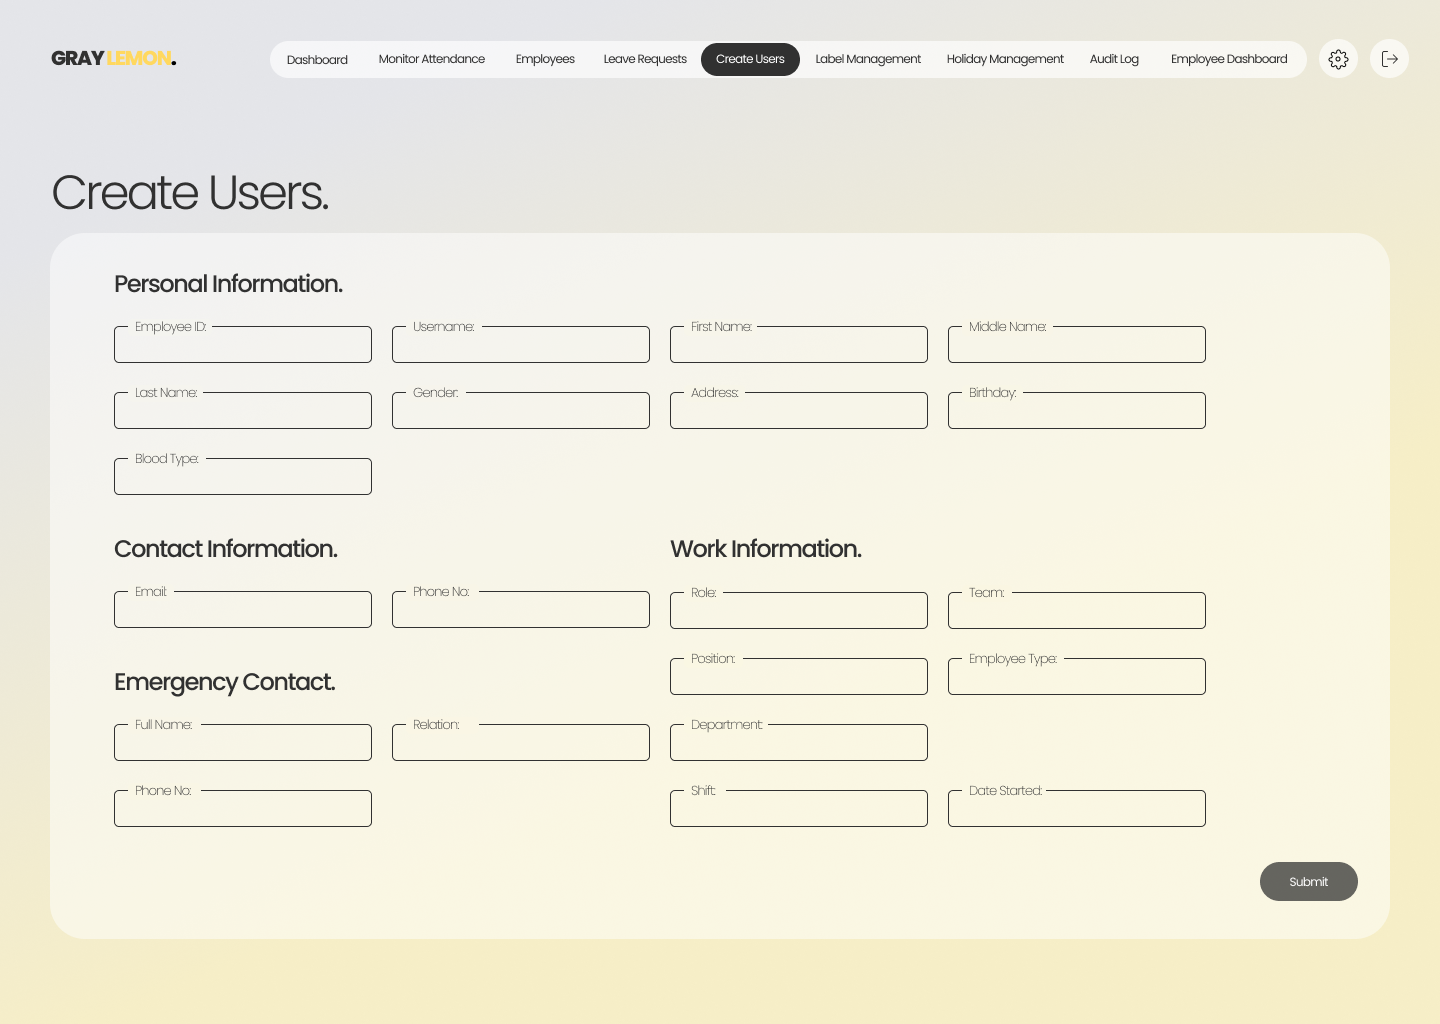 GRAY LEMON.
Dashboard
Monitor Attendance
Employees
Leave Requests
Create Users
Label Management
Holiday Management
Audit Log
Employee Dashboard
Create Users.
Personal Information.
Employee ID:
Username:
First Name:
Middle Name:
Last Name:
Gender:
Address:
Birthday:
Blood Type:
Contact Information.
Email:
Phone No:
Work Information.
Role:
Team:
Position:
Employee Type:
Emergency Contact.
Full Name:
Relation:
Department:
Phone No:
Shift:
Date Started:
Submit